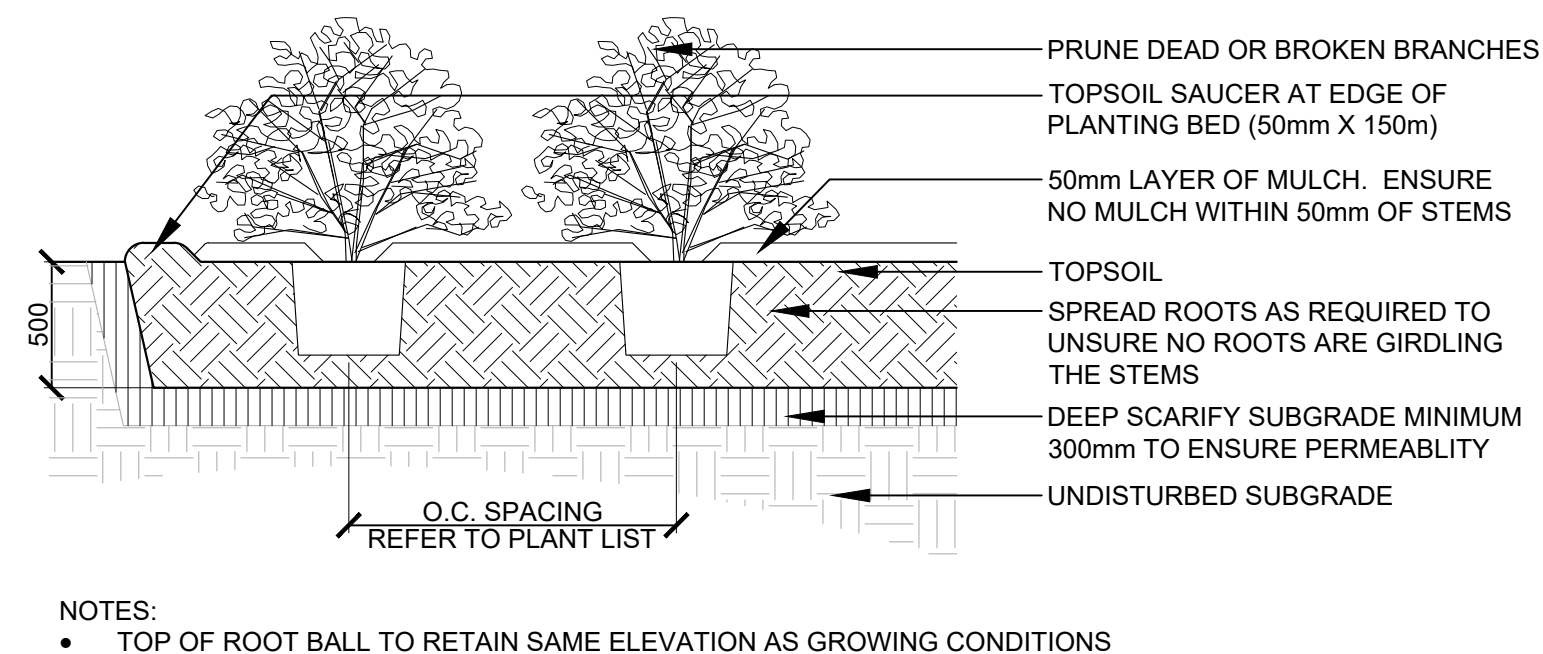 PRUNE DEAD OR BROKEN BRANCHES
TOPSOIL SAUCER AT EDGE OF
PLANTING BED (50mm X 150m)
50mm LAYER OF MULCH.  ENSURE
NO MULCH WITHIN 50mm OF STEMS
TOPSOIL
SPREAD ROOTS AS REQUIRED TO
UNSURE NO ROOTS ARE GIRDLING
THE STEMS
DEEP SCARIFY SUBGRADE MINIMUM
300mm TO ENSURE PERMEABLITY
UNDISTURBED SUBGRADE
500
O.C. SPACING
REFER TO PLANT LIST
NOTES:
• TOP OF ROOT BALL TO RETAIN SAME ELEVATION AS GROWING CONDITIONS